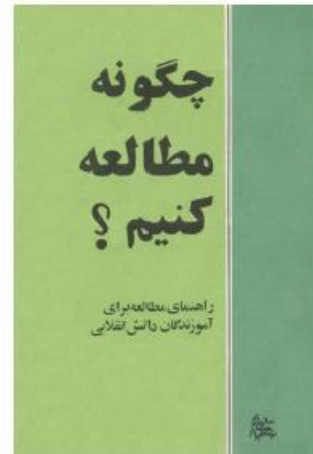 چگونه
مطالعه
کنیم ؟
راهنمای مطالعه برای
آموزندگان دانش انقلابی